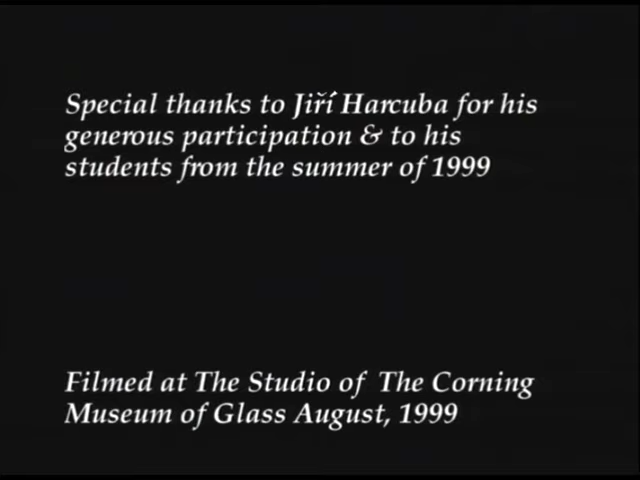 Special thanks to Jiří Harcuba for his
generous participation & to his
students from the summer of 1999
Filmed at The Studio of The Corning
Museum of Glass August, 1999